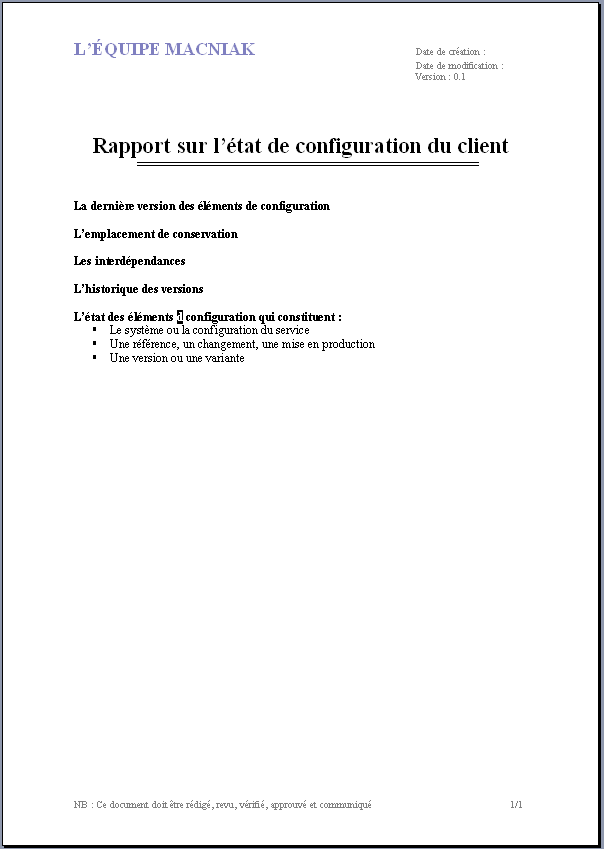 L'ÉQUIPE MACNIAK
Date de création :
Date de modification :
Version : 0.1
Rapport sur l'état de configuration du client
La dernière version des éléments de configuration
L'emplacement de conservation
Les interdépendances
L'historique des versions
L'état des éléments d configuration qui constituent :
▪ Le système ou la configuration du service
▪ Une référence, un changement, une mise en production
▪ Une version ou une variante
NB : Ce document doit être rédigé, revu, vérifié, approuvé et communiqué
1/1